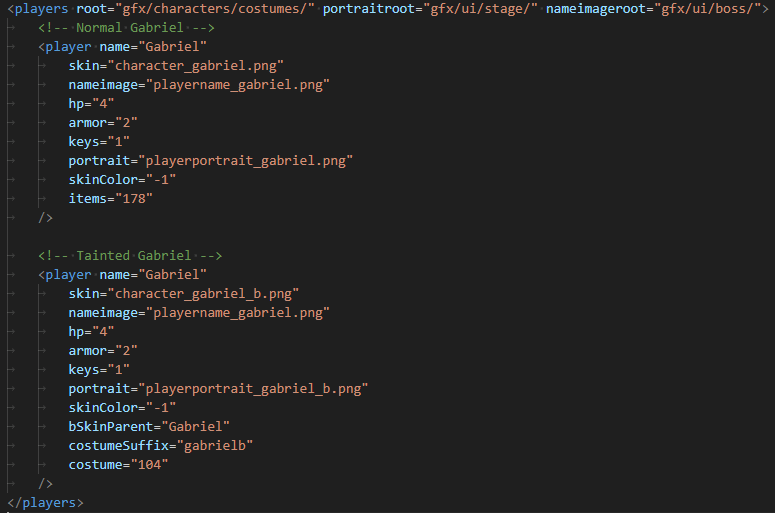 <players root="gfx/characters/costumes/" portraitroot="gfx/ui/stage/" nameimageroot="gfx/ui/boss/">
<!-- Normal Gabriel -->
<player name="Gabriel"
skin="character_gabriel.png"
nameimage="playername_gabriel.png"
hp="4"
armor="2"
keys="1"
portrait="playerportrait_gabriel.png"
skinColor="-1"
items="178"
/>
<!-- Tainted Gabriel -->
<player name="Gabriel"
skin="character_gabriel_b.png"
nameimage="playername_gabriel.png"
hp="4"
armor="2"
keys="1"
portrait="playerportrait_gabriel_b.png"
skinColor="-1"
bSkinParent="Gabriel"
costumeSuffix="gabrielb"
costume="104"
/>
</players>